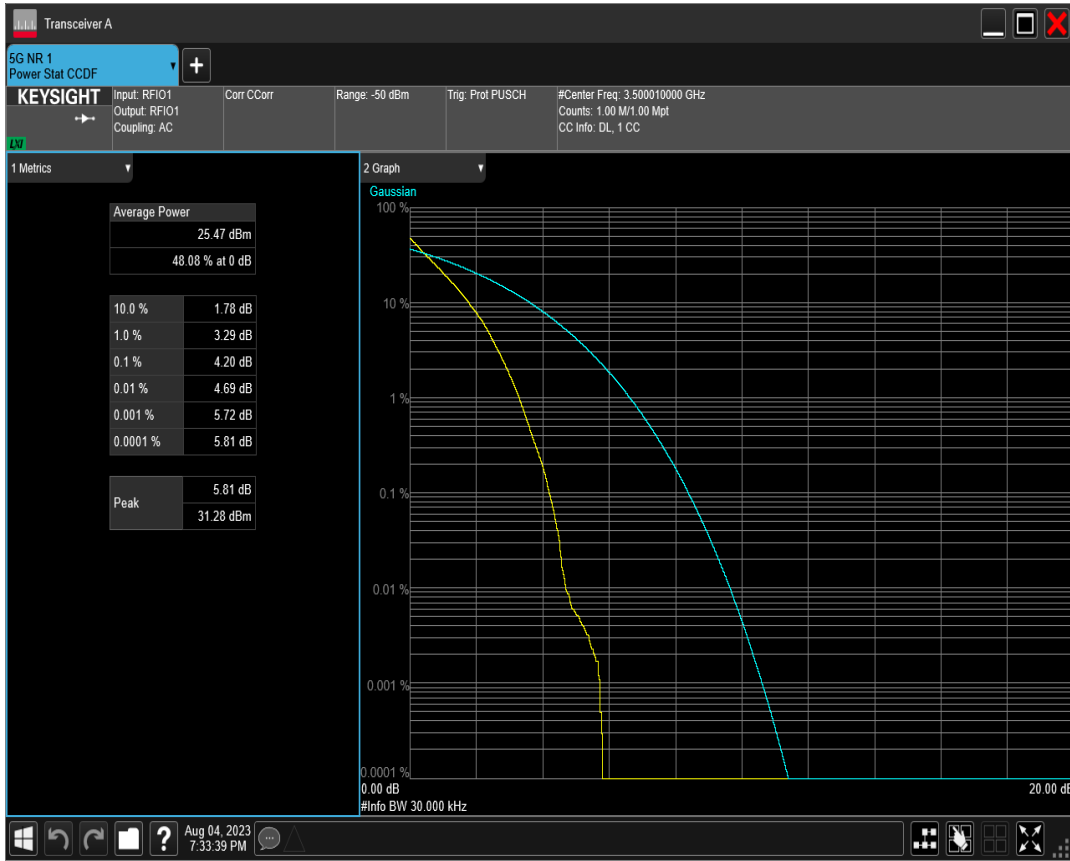 Transceiver A
5G NR 1
Power Stat CCDF
KEYSIGHT
LXI
Input: RFIO1
Output: RFIO1
Coupling: AC
Corr CCorr
Range: -50 dBm
Trig: Prot PUSCH
#Center Freq: 3.500010000 GHz
Counts: 1.00 M/1.00 Mpt
CC Info: DL, 1 CC
1 Metrics
Average Power
25.47 dBm
48.08 % at 0 dB
10.0 % 1.78 dB
1.0 % 3.29 dB
0.1 % 4.20 dB
0.01 % 4.69 dB
0.001 % 5.72 dB
0.0001 % 5.81 dB
Peak
5.81 dB
31.28 dBm
2 Graph
Gaussian
100 %
10 %
1 %
0.1 %
0.01 %
0.001 %
0.0001 %
0.00 dB 20.00 dB
#Info BW 30.000 kHz
?
Aug 04, 2023
7:33:39 PM